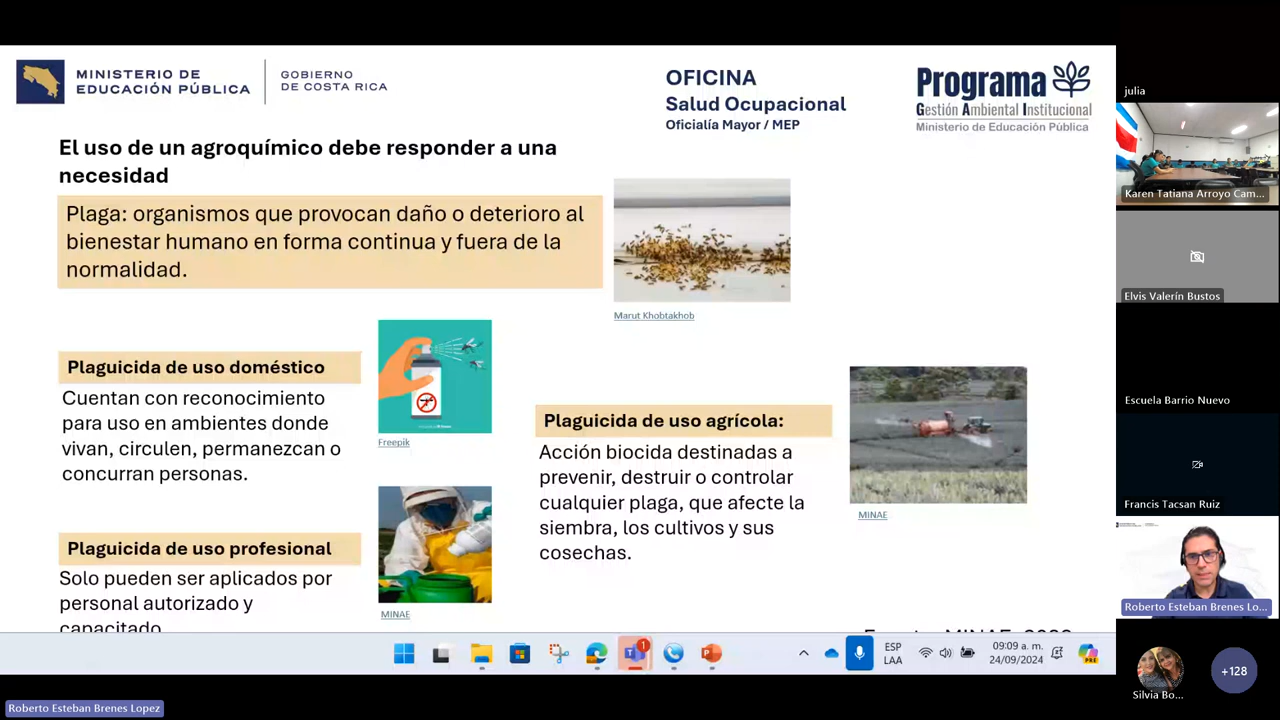 MINISTERIO DE
EDUCACIÓN PÚBLICA
GOBIERNO
DE COSTA RICA
OFICINA
Salud Ocupacional
Oficialía Mayor / MEP
Programa
Gestión Ambiental Institucional
Ministerio de Educación Pública
El uso de un agroquímico debe responder a una
necesidad
Plaga: organismos que provocan daño o deterioro al
bienestar humano en forma continua y fuera de la
normalidad.
Marut Khobtakhob
Plaguicida de uso doméstico
Cuentan con reconocimiento
para uso en ambientes donde
vivan, circulen, permanezcan o
concurran personas.
Freepik
Plaguicida de uso profesional
Solo pueden ser aplicados por
personal autorizado y
capacitado
MINAE
Plaguicida de uso agrícola:
Acción biocida destinadas a
prevenir, destruir o controlar
cualquier plaga, que afecte la
siembra, los cultivos y sus
cosechas.
MINAE
1
ESP
LAA
09:09 a. m.
24/09/2024
PRE
julia
Karen Tatiana Arroyo Cam...
Elvis Valerín Bustos
Escuela Barrio Nuevo
Francis Tacsan Ruiz
Roberto Esteban Brenes Lo...
Silvia Bo...
+128
Roberto Esteban Brenes Lopez